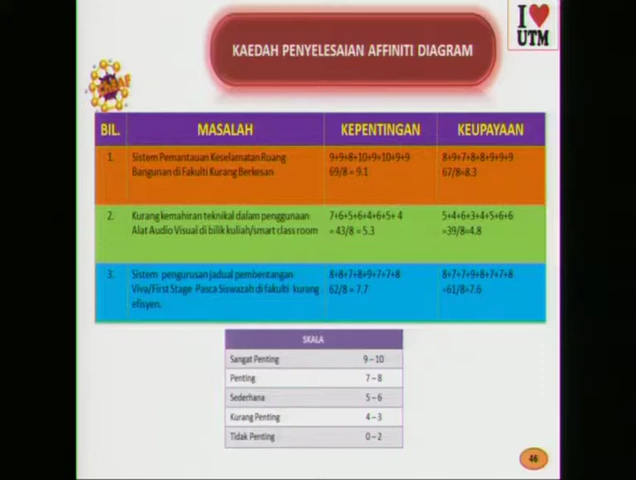 I ❤ UTM
KAEDAH PENYELESAIAN AFFINITI DIAGRAM
BIL. MASALAH KEPENTINGAN KEUPAYAAN
1. Sistem Pemantauan Keselamatan Ruang 9+9+8+10+9+10+9+9 8+9+7+8+8+9+9+9
Bangunan di Fakulti Kurang Berkesan 69/8 = 9.1 67/8=8.3
2. Kurang kemahiran teknikal dalam penggunaan 7+6+5+6+4+6+5+ 4 5+4+6+3+4+5+6+6
Alat Audio Visual di bilik kuliah/smart class room = 43/8 = 5.3 =39/8=4.8
3. Sistem pengurusan jadual pembentangan 8+8+7+8+9+7+7+8 8+7+7+9+8+7+7+8
Viva/First Stage Pasca Siswazah di fakulti kurang 62/8 = 7.7 =61/8=7.6
efisyen.
SKALA
Sangat Penting 9 – 10
Penting 7 – 8
Sederhana 5 – 6
Kurang Penting 4 – 3
Tidak Penting 0 – 2
46